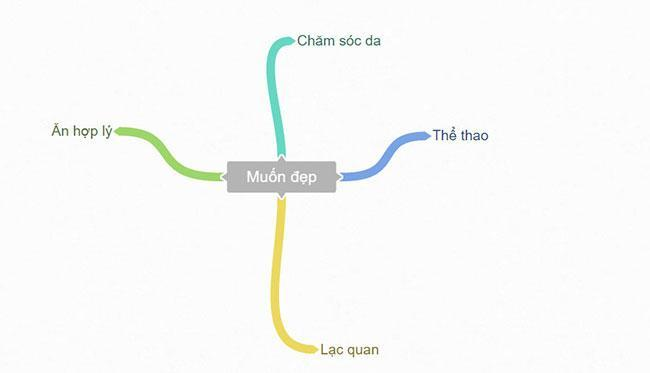 Chăm sóc da
Ăn hợp lý
Thể thao
Muốn đẹp
Lạc quan